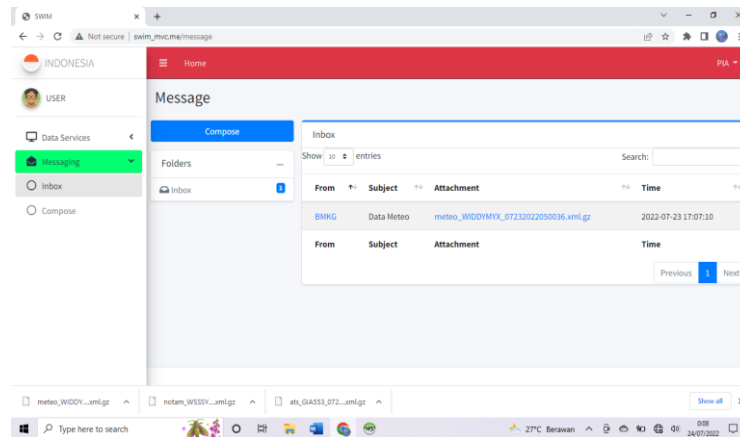 SWIM
Not secure | swim_mvc.me/message
INDONESIA
Home
PIA
USER
Message
Data Services
Messaging
Inbox
Compose
Compose
Folders
Inbox 1
Inbox
Show 10 entries
Search:
From Subject Attachment Time
BMKG Data Meteo meteo_WIDDYMYX_07232022050036.xml.gz 2022-07-23 17:07:10
From Subject Attachment Time
Previous 1 Next
meteo_WIDDY....xml.gz
notam_WSSSY....xml.gz
ats_GIA553_072....xml.gz
Show all
Type here to search
27°C Berawan
0:08
24/07/2022